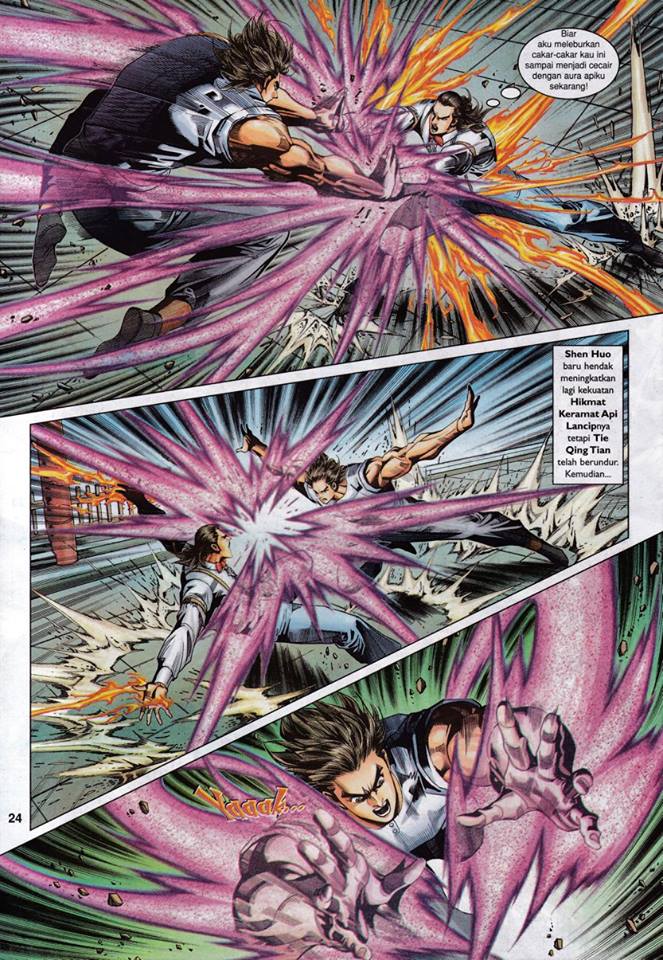 Biar
aku meleburkan
cakar-cakar kau ini
sampai menjadi cecair
dengan aura apiku
sekarang!
Shen Huo
baru hendak
meningkatkan
lagi kekuatan
Hikmat
Keramat Api
Lancipnya
tetapi Tie
Qing Tian
telah berundur.
Kemudian...
Yaaak...
24